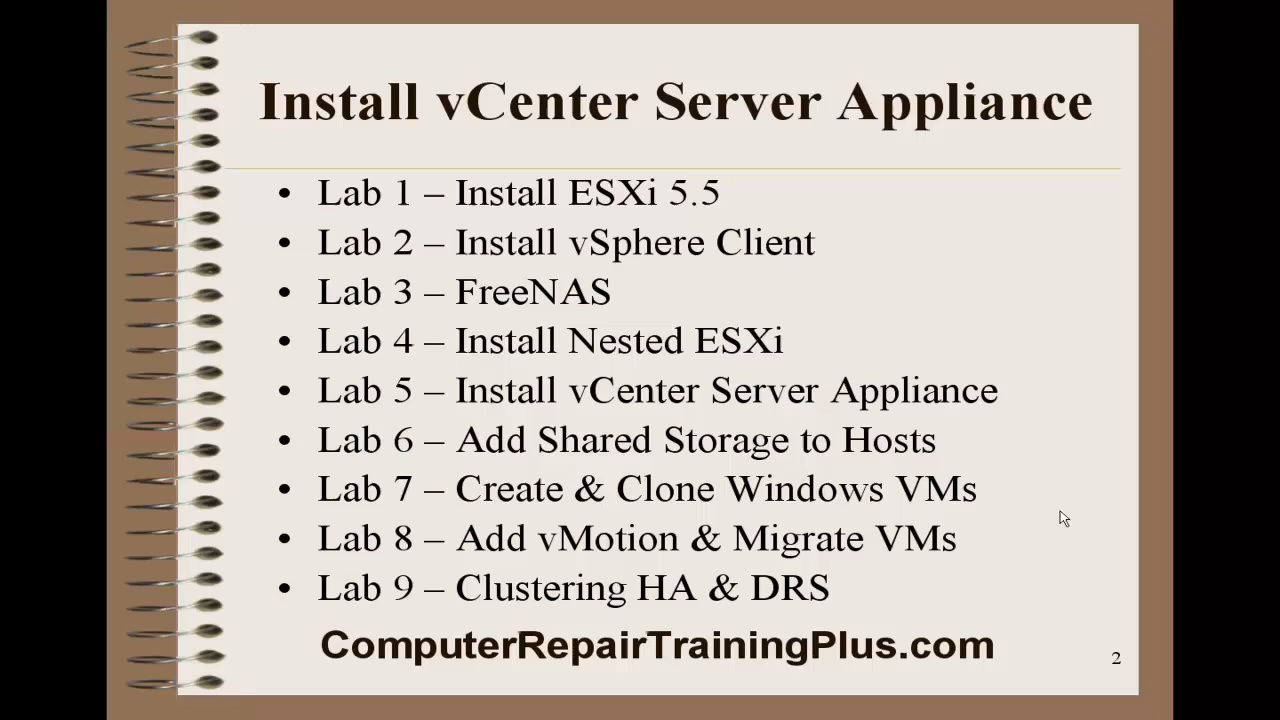 Install vCenter Server Appliance
• Lab 1 – Install ESXi 5.5
• Lab 2 – Install vSphere Client
• Lab 3 – FreeNAS
• Lab 4 – Install Nested ESXi
• Lab 5 – Install vCenter Server Appliance
• Lab 6 – Add Shared Storage to Hosts
• Lab 7 – Create & Clone Windows VMs
• Lab 8 – Add vMotion & Migrate VMs
• Lab 9 – Clustering HA & DRS
ComputerRepairTrainingPlus.com
2